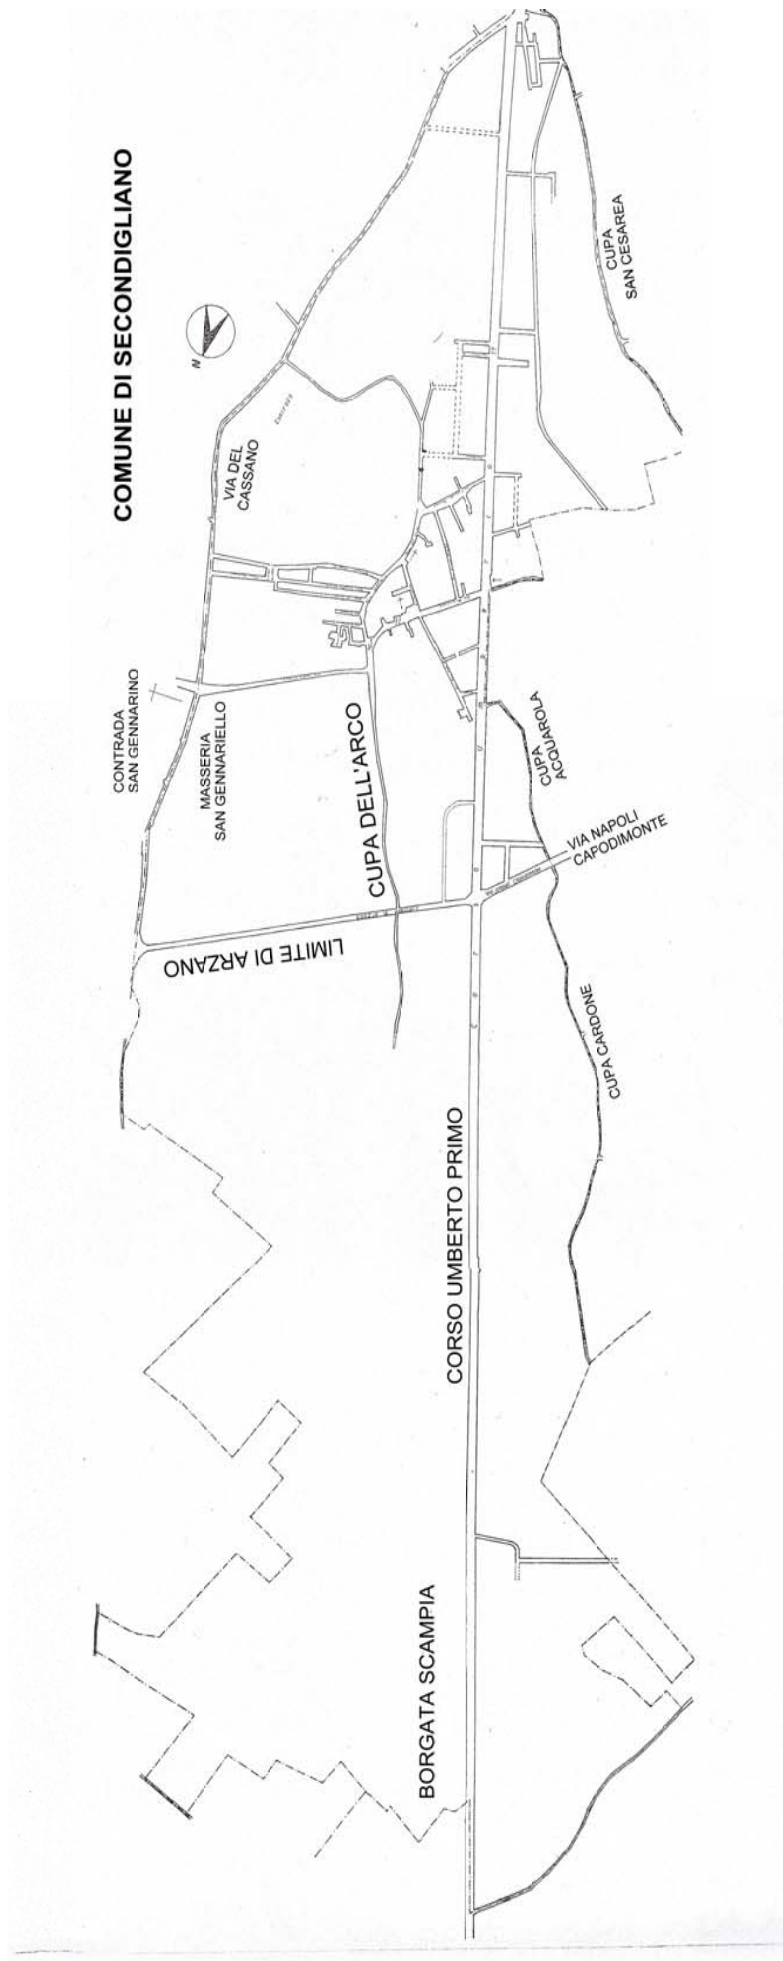 COMUNE DI SECONDIGLIANO
N
CUPA
SAN CESAREA
VIA DEL
CASSANO
CONTRADA
SAN GENNARINO
MASSERIA
SAN GENNARIELLO
CUPA DELL'ARCO
CUPA
ACQUAROLA
VIA NAPOLI
CAPODIMONTE
LIMITE DI ARZANO
CUPA CARDONE
CORSO UMBERTO PRIMO
BORGATA SCAMPIA